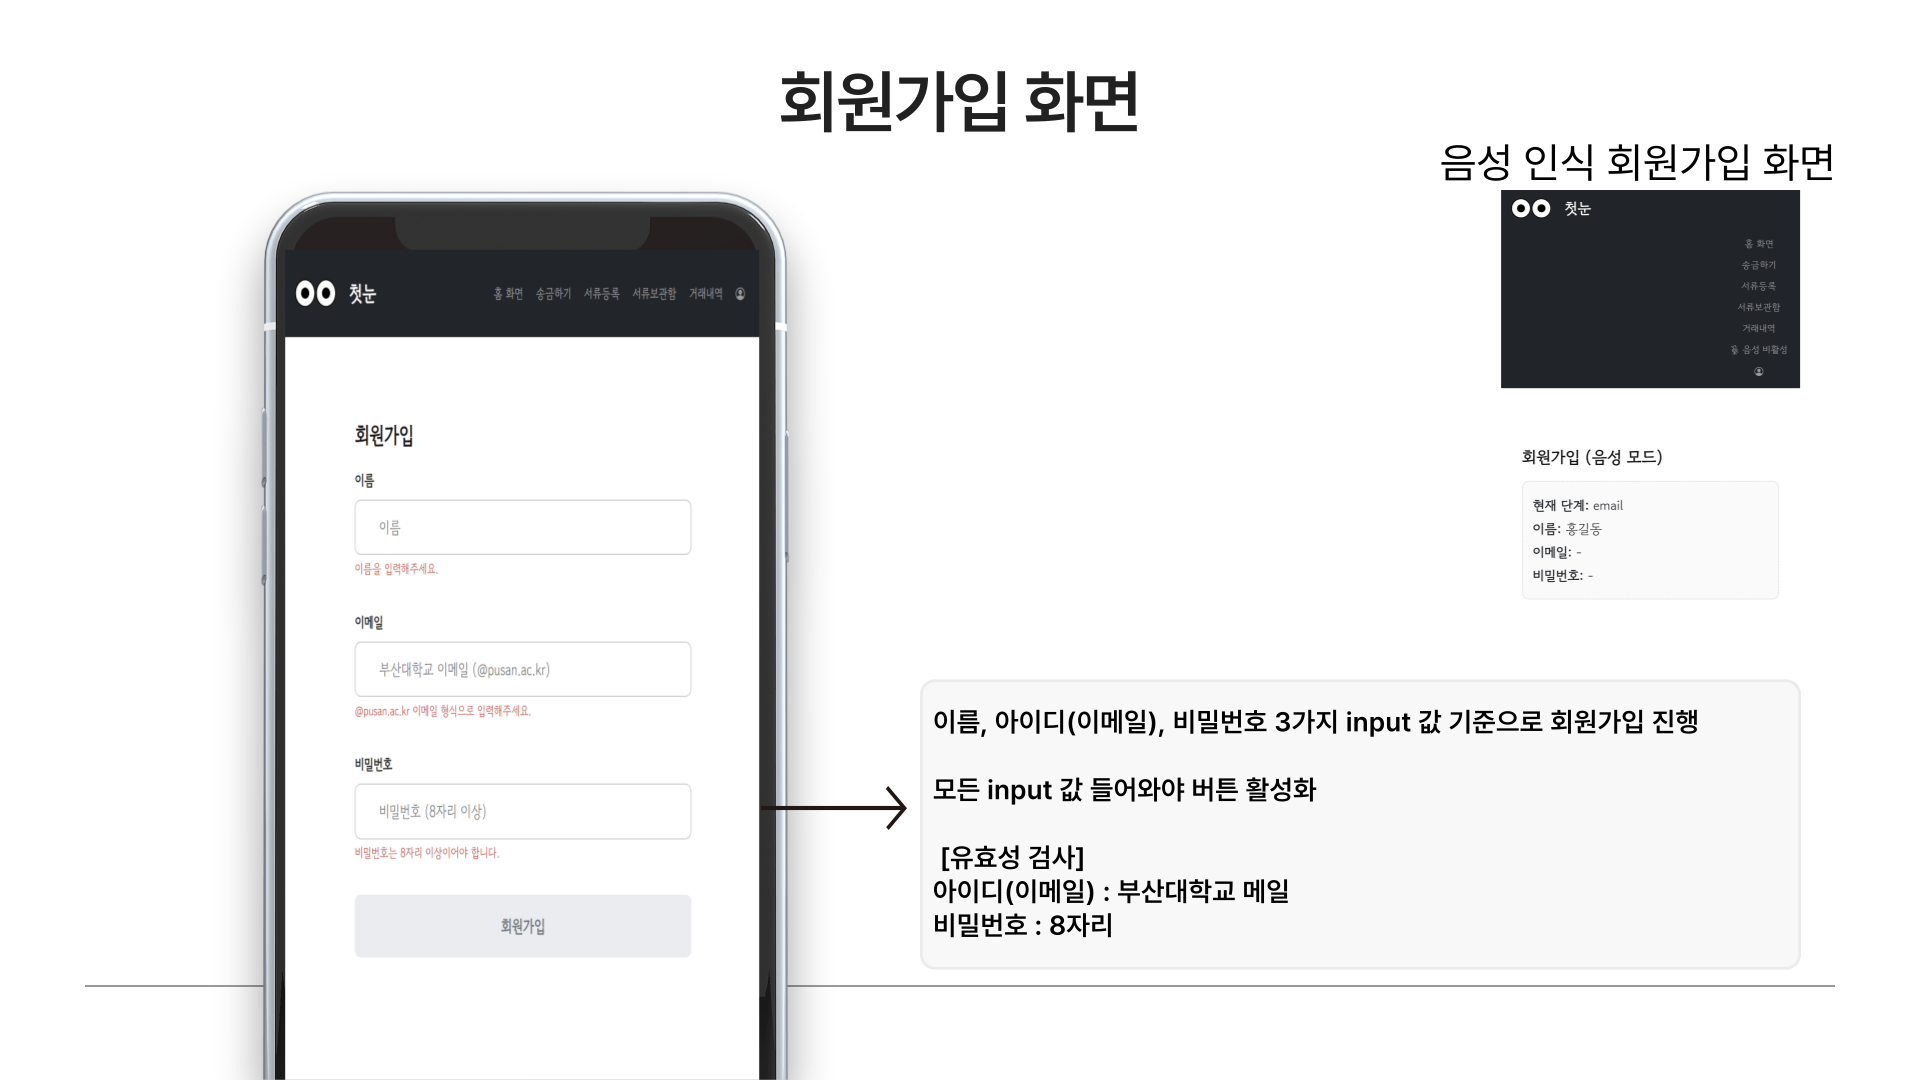 회원가입 화면
음성 인식 회원가입 화면
첫눈
홈 화면 송금하기 서류등록 서류보관함 거래내역
회원가입
이름
이름
이름을 입력해주세요.
이메일
부산대학교 이메일 (@pusan.ac.kr)
@pusan.ac.kr 이메일 형식으로 입력해주세요.
비밀번호
비밀번호 (8자리 이상)
비밀번호는 8자리 이상이어야 합니다.
회원가입
첫눈
홈 화면
송금하기
서류등록
서류보관함
거래내역
음성 비활성
회원가입 (음성 모드)
현재 단계: email
이름: 홍길동
이메일: -
비밀번호: -
이름, 아이디(이메일), 비밀번호 3가지 input 값 기준으로 회원가입 진행
모든 input 값 들어와야 버튼 활성화
[유효성 검사]
아이디(이메일) : 부산대학교 메일
비밀번호 : 8자리